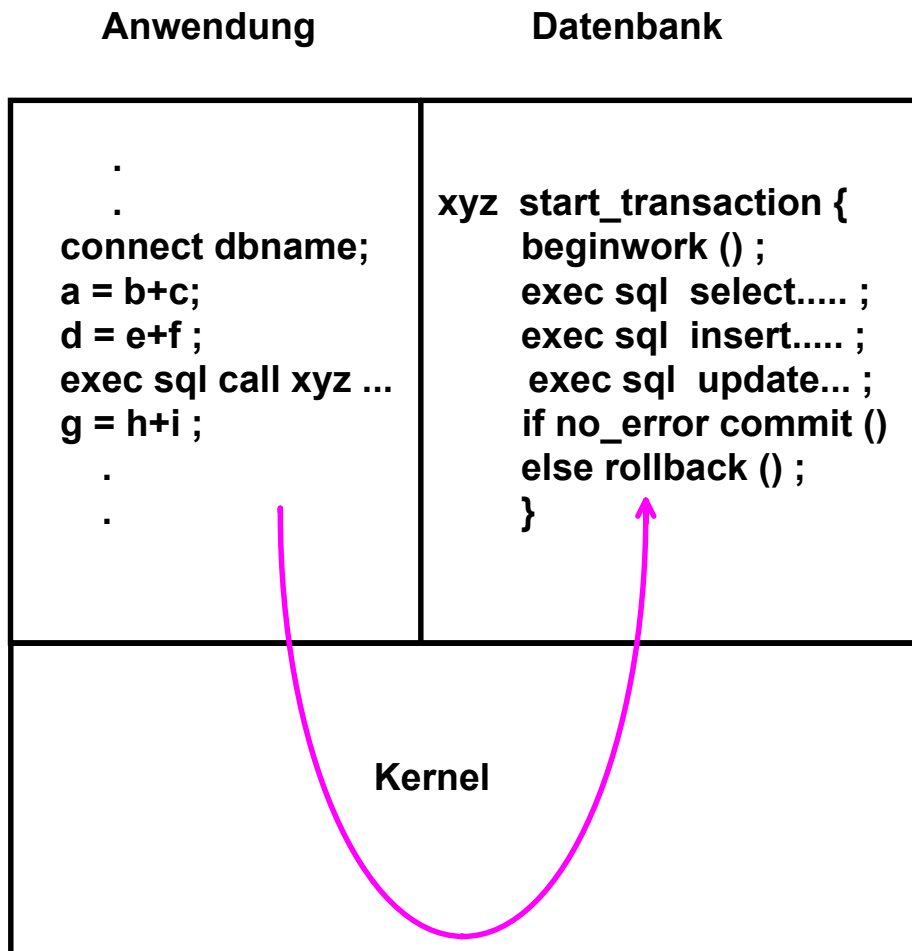 Anwendung
Datenbank
.
.
connect dbname;
a = b+c;
d = e+f ;
exec sql call xyz ...
g = h+i ;
.
.
xyz start_transaction {
beginwork () ;
exec sql select..... ;
exec sql insert..... ;
exec sql update... ;
if no_error commit ()
else rollback () ;
}
Kernel